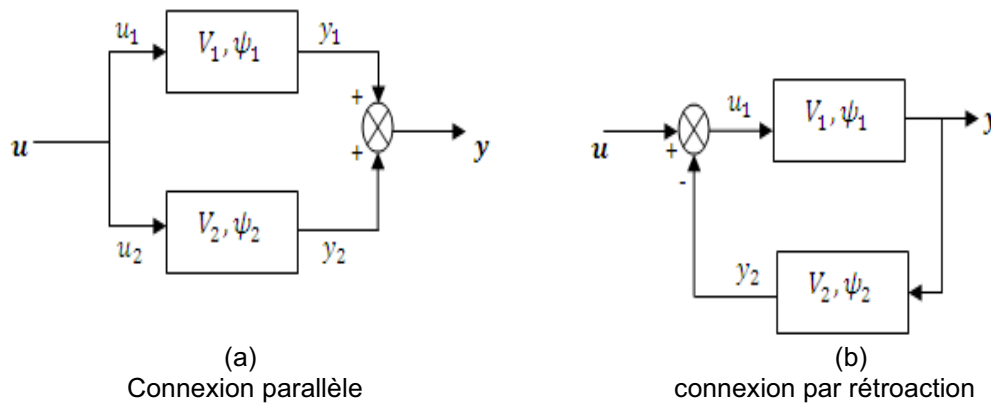 u
u₁
V₁, ψ₁
y₁
+
+
y
u₂
V₂, ψ₂
y₂
(a)
Connexion parallèle
u
+
-
u₁
V₁, ψ₁
y
y₂
V₂, ψ₂
(b)
connexion par rétroaction